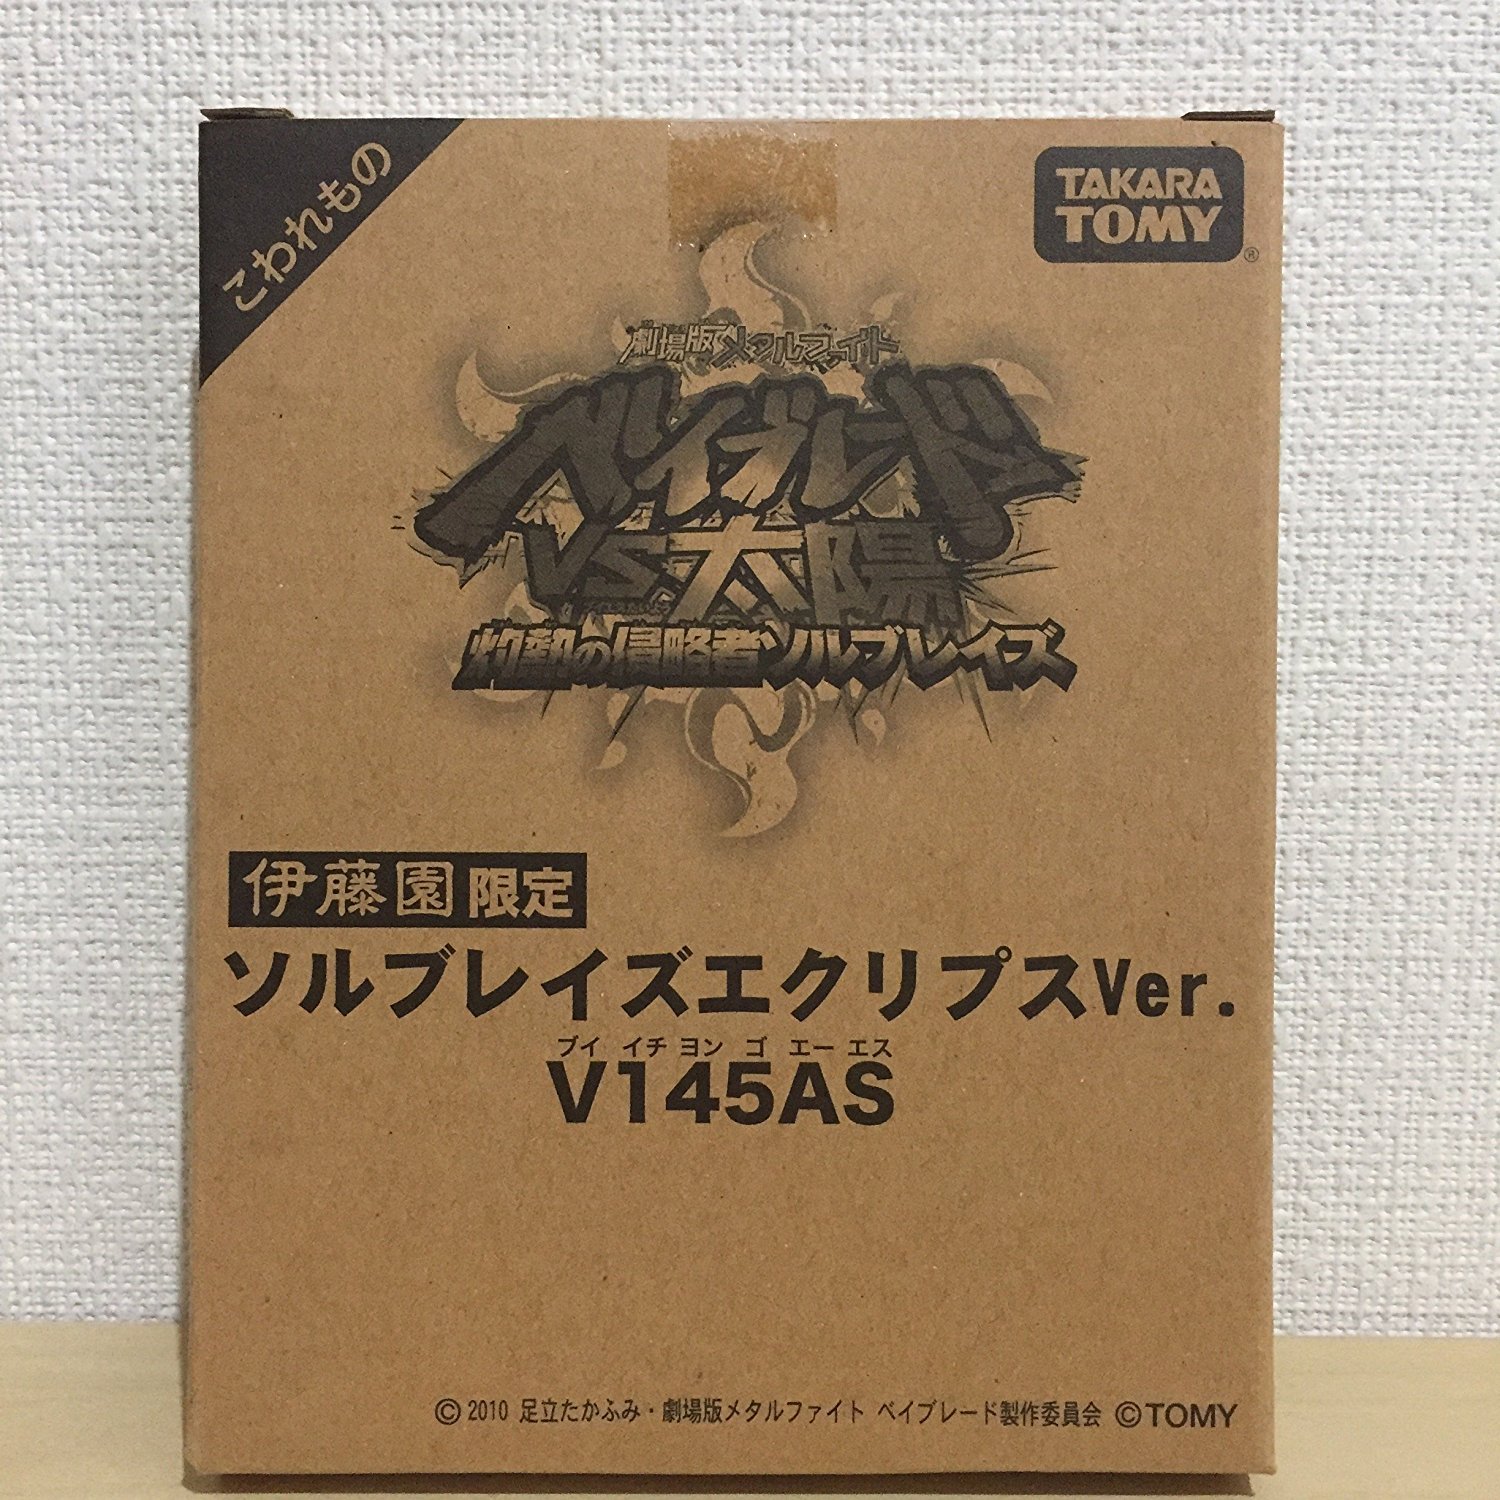 こわれもの
TAKARA
TOMY
®
劇場版 メタルファイト
ベイブレード
VS太陽
灼熱の侵略者 ソルブレイズ
伊藤園限定
ソルブレイズエクリプスVer.
ブイ イチ ヨン ゴ エー エス
V145AS
© 2010 足立たかふみ・劇場版メタルファイト ベイブレード製作委員会 ©TOMY